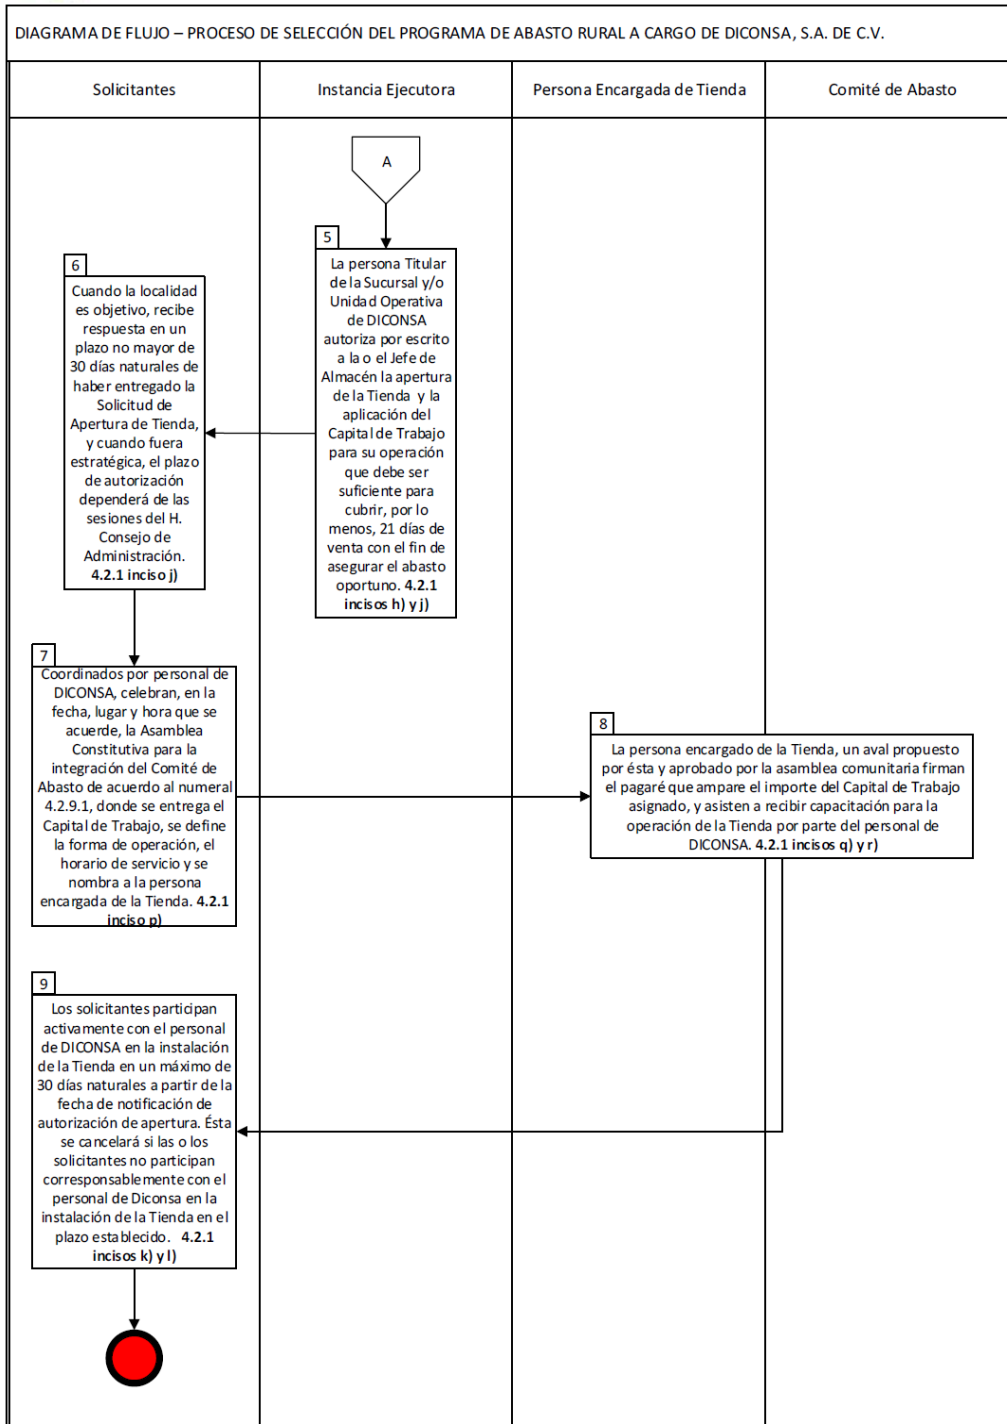 DIAGRAMA DE FLUJO – PROCESO DE SELECCIÓN DEL PROGRAMA DE ABASTO RURAL A CARGO DE DICONSA, S.A. DE C.V.
Solicitantes
Instancia Ejecutora
Persona Encargada de Tienda
Comité de Abasto
A
5
La persona Titular
de la Sucursal y/o
Unidad Operativa
de DICONSA
autoriza por escrito
a la o el Jefe de
Almacén la apertura
de la Tienda y la
aplicación del
Capital de Trabajo
para su operación
que debe ser
suficiente para
cubrir, por lo
menos, 21 días de
venta con el fin de
asegurar el abasto
oportuno. 4.2.1
incisos h) y j)
6
Cuando la localidad
es objetivo, recibe
respuesta en un
plazo no mayor de
30 días naturales de
haber entregado la
Solicitud de
Apertura de Tienda,
y cuando fuera
estratégica, el plazo
de autorización
dependerá de las
sesiones del H.
Consejo de
Administración.
4.2.1 inciso j)
7
Coordinados por personal de
DICONSA, celebran, en la
fecha, lugar y hora que se
acuerde, la Asamblea
Constitutiva para la
integración del Comité de
Abasto de acuerdo al numeral
4.2.9.1, donde se entrega el
Capital de Trabajo, se define
la forma de operación, el
horario de servicio y se
nombra a la persona
encargada de la Tienda. 4.2.1
inciso p)
8
La persona encargado de la Tienda, un aval propuesto
por ésta y aprobado por la asamblea comunitaria firman
el pagaré que ampare el importe del Capital de Trabajo
asignado, y asisten a recibir capacitación para la
operación de la Tienda por parte del personal de
DICONSA. 4.2.1 incisos q) y r)
9
Los solicitantes participan
activamente con el personal
de DICONSA en la instalación
de la Tienda en un máximo de
30 días naturales a partir de la
fecha de notificación de
autorización de apertura. Ésta
se cancelará si las o los
solicitantes no participan
corresponsablemente con el
personal de Diconsa en la
instalación de la Tienda en el
plazo establecido. 4.2.1
incisos k) y l)